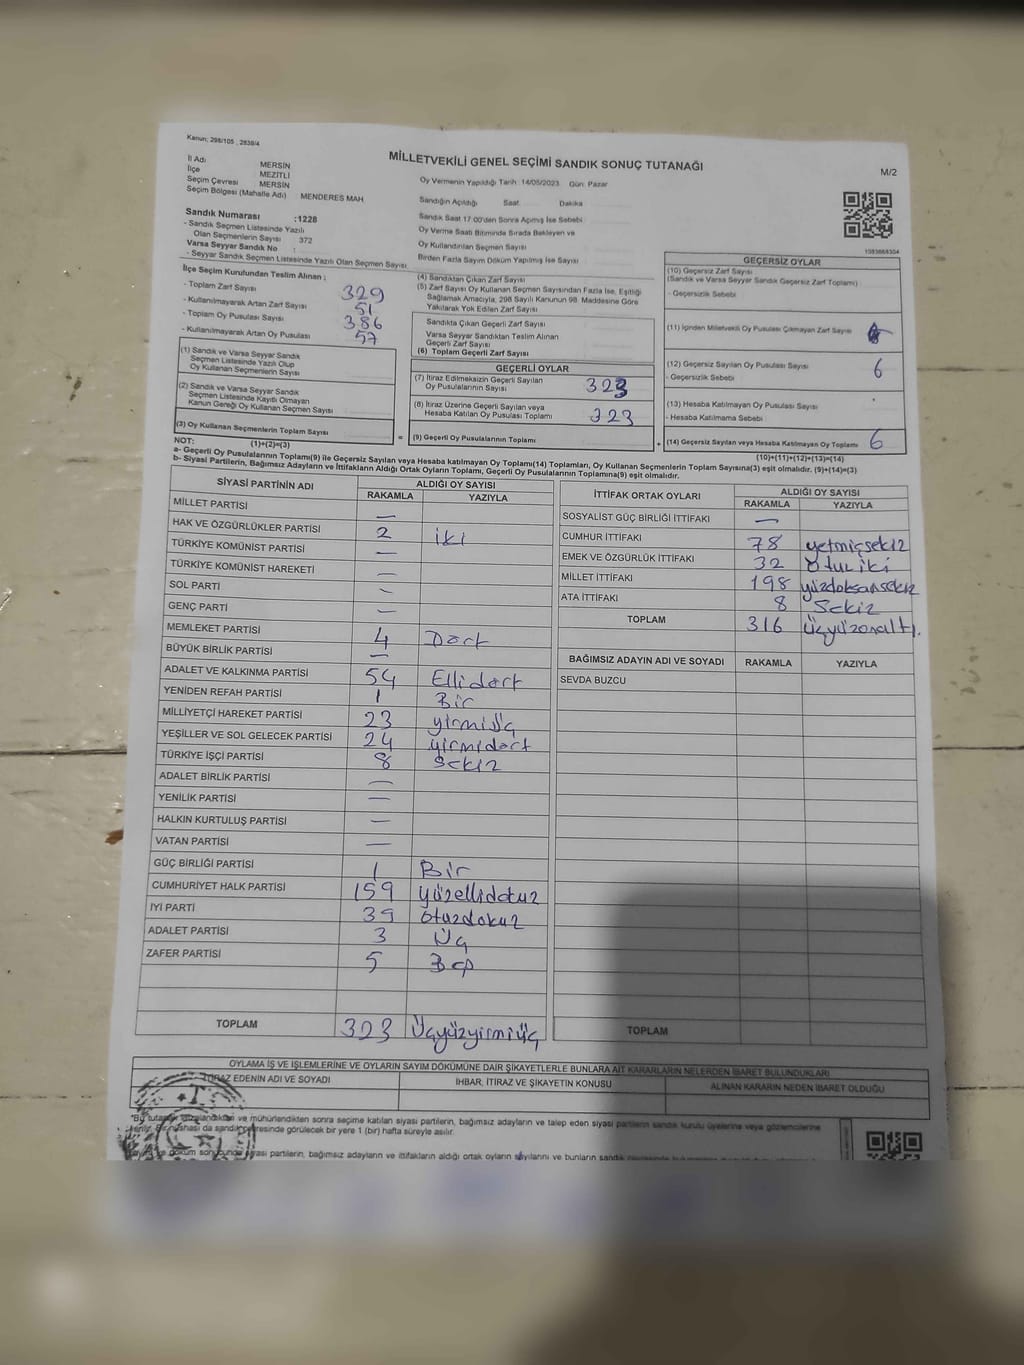 Kanun; 298/105 , 2839/4
MİLLETVEKİLİ GENEL SEÇİMİ SANDIK SONUÇ TUTANAĞI
M/2
İl Adı MERSİN
İlçe MEZİTLİ
Seçim Çevresi MERSİN
Seçim Bölgesi (Mahalle Adı) MENDERES MAH
Oy Vermenin Yapıldığı Tarih :14/05/2023 Gün: Pazar
Sandığın Açıldığı Saat Dakika
Sandık Saat 17:00'den Sonra Açılmış İse Sebebi
Oy Verme Saati Bitiminde Sırada Bekleyen ve
Oy Kullandırılan Seçmen Sayısı
Birden Fazla Sayım Döküm Yapılmış İse Sayısı
Sandık Numarası :1228
- Sandık Seçmen Listesinde Yazılı
Olan Seçmenlerin Sayısı 372
Varsa Seyyar Sandık No :
- Seyyar Sandık Seçmen Listesinde Yazılı Olan Seçmen Sayısı
İlçe Seçim Kurulundan Teslim Alınan ;
- Toplam Zarf Sayısı 329
- Kullanılmayarak Artan Zarf Sayısı 51
- Toplam Oy Pusulası Sayısı 386
- Kullanılmayarak Artan Oy Pusulası 57
(1) Sandık ve Varsa Seyyar Sandık
Seçmen Listesinde Yazılı Olup
Oy Kullanan Seçmenlerin Sayısı
(2) Sandık ve Varsa Seyyar Sandık
Seçmen Listesinde Kayıtlı Olmayan
Kanun Gereği Oy Kullanan Seçmen Sayısı
(3) Oy Kullanan Seçmenlerin Toplam Sayısı
(4) Sandıktan Çıkan Zarf Sayısı
(5) Zarf Sayısı Oy Kullanan Seçmen Sayısından Fazla İse, Eşitliği
Sağlamak Amacıyla, 298 Sayılı Kanunun 98. Maddesine Göre
Yakılarak Yok Edilen Zarf Sayısı
Sandıkta Çıkan Geçerli Zarf Sayısı
Varsa Seyyar Sandıktan Teslim Alınan
Geçerli Zarf Sayısı
(6) Toplam Geçerli Zarf Sayısı
GEÇERLİ OYLAR
(7) İtiraz Edilmeksizin Geçerli Sayılan
Oy Pusulalarının Sayısı 323
(8) İtiraz Üzerine Geçerli Sayılan veya
Hesaba Katılan Oy Pusulası Toplamı 323
= (9) Geçerli Oy Pusulalarının Toplamı +
GEÇERSİZ OYLAR
(10) Geçersiz Zarf Sayısı
(Sandık ve Varsa Seyyar Sandık Geçersiz Zarf Toplamı)
- Geçersizlik Sebebi
(11) İçinden Milletvekili Oy Pusulası Çıkmayan Zarf Sayısı
(12) Geçersiz Sayılan Oy Pusulası Sayısı 6
- Geçersizlik Sebebi
(13) Hesaba Katılmayan Oy Pusulası Sayısı
- Hesaba Katılmama Sebebi
(14) Geçersiz Sayılan veya Hesaba Katılmayan Oy Toplamı 6
NOT: (1)+(2)=(3)
(10)+(11)+(12)+(13)=(14)
a- Geçerli Oy Pusulalarının Toplamı(9) ile Geçersiz Sayılan veya Hesaba katılmayan Oy Toplamı(14) Toplamları, Oy Kullanan Seçmenlerin Toplam Sayısına(3) eşit olmalıdır. (9)+(14)=(3)
b- Siyasi Partilerin, Bağımsız Adayların ve İttifakların Aldığı Ortak Oyların Toplamı, Geçerli Oy Pusulalarının Toplamına(9) eşit olmalıdır.
SİYASİ PARTİNİN ADI ALDIĞI OY SAYISI
RAKAMLA YAZIYLA
MİLLET PARTİSİ —
HAK VE ÖZGÜRLÜKLER PARTİSİ 2 iki
TÜRKİYE KOMÜNİST PARTİSİ —
TÜRKİYE KOMÜNİST HAREKETİ —
SOL PARTİ —
GENÇ PARTİ —
MEMLEKET PARTİSİ 4 Dört
BÜYÜK BİRLİK PARTİSİ —
ADALET VE KALKINMA PARTİSİ 54 Ellidört
YENİDEN REFAH PARTİSİ 1 Bir
MİLLİYETÇİ HAREKET PARTİSİ 23 yirmiüç
YEŞİLLER VE SOL GELECEK PARTİSİ 24 yirmidört
TÜRKİYE İŞÇİ PARTİSİ 8 Sekiz
ADALET BİRLİK PARTİSİ —
YENİLİK PARTİSİ —
HALKIN KURTULUŞ PARTİSİ —
VATAN PARTİSİ —
GÜÇ BİRLİĞİ PARTİSİ 1 Bir
CUMHURİYET HALK PARTİSİ 159 yüzellidokuz
İYİ PARTİ 39 otuzdokuz
ADALET PARTİSİ 3 Üç
ZAFER PARTİSİ 5 Beş
TOPLAM 323 Üçyüzyirmiüç
İTTİFAK ORTAK OYLARI ALDIĞI OY SAYISI
RAKAMLA YAZIYLA
SOSYALİST GÜÇ BİRLİĞİ İTTİFAKI —
CUMHUR İTTİFAKI 78 yetmişsekiz
EMEK VE ÖZGÜRLÜK İTTİFAKI 32 Otuziki
MİLLET İTTİFAKI 198 yüzdoksansekiz
ATA İTTİFAKI 8 Sekiz
TOPLAM 316 üçyüzonaltı.
BAĞIMSIZ ADAYIN ADI VE SOYADI RAKAMLA YAZIYLA
SEVDA BUZCU
TOPLAM
OYLAMA İŞ VE İŞLEMLERİNE VE OYLARIN SAYIM DÖKÜMÜNE DAİR ŞİKAYETLERLE BUNLARA AİT KARARLARIN NELERDEN İBARET BULUNDUKLARI
İTİRAZ EDENİN ADI VE SOYADI İHBAR, İTİRAZ VE ŞİKAYETİN KONUSU ALINAN KARARIN NEDEN İBARET OLDUĞU
ve mühürlendikten sonra seçime katılan siyasi partilerin, bağımsız adayların ve talep eden siyasi partilerin sandık kurulu üyelerine veya gözlemcilerine
görülecek bir yere 1 (bir) hafta süreyle asılır.
partilerin, bağımsız adayların ve ittifakların aldığı ortak oyların sayılarını ve bunların